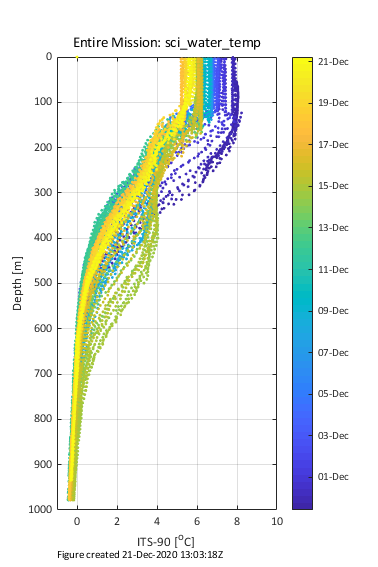 Entire Mission: sci_water_temp
0
100
200
300
400
500
600
700
800
900
1000
Depth [m]
0 2 4 6 8 10
ITS-90 [°C]
Figure created 21-Dec-2020 13:03:18Z
21-Dec
19-Dec
17-Dec
15-Dec
13-Dec
11-Dec
09-Dec
07-Dec
05-Dec
03-Dec
01-Dec